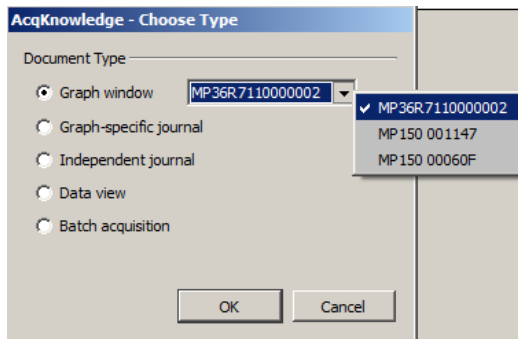 AcqKnowledge - Choose Type
Document Type
Graph window MP36R7110000002
MP36R7110000002
MP150 001147
MP150 00060F
Graph-specific journal
Independent journal
Data view
Batch acquisition
OK Cancel